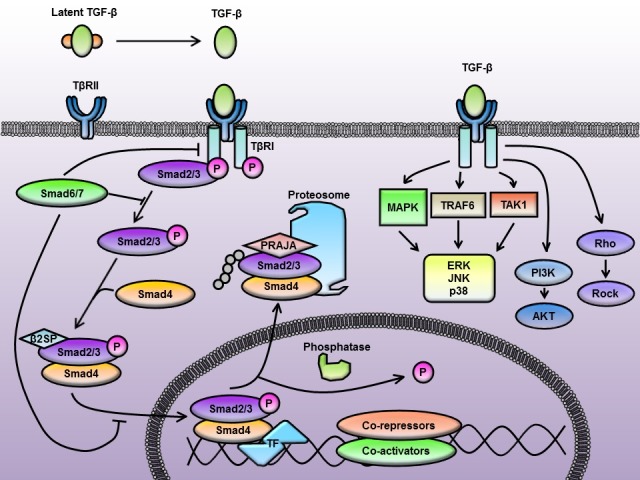 Latent TGF-β
TGF-β
TβRII
TGF-β
TβRI
Smad2/3
P
P
Smad6/7
Smad2/3
P
Smad4
β2SP
Smad2/3
P
Smad4
Proteosome
PRAJA
Smad2/3
Smad4
MAPK
TRAF6
TAK1
ERK
JNK
p38
PI3K
AKT
Rho
Rock
Phosphatase
P
Smad2/3
P
Smad4
TF
Co-repressors
Co-activators